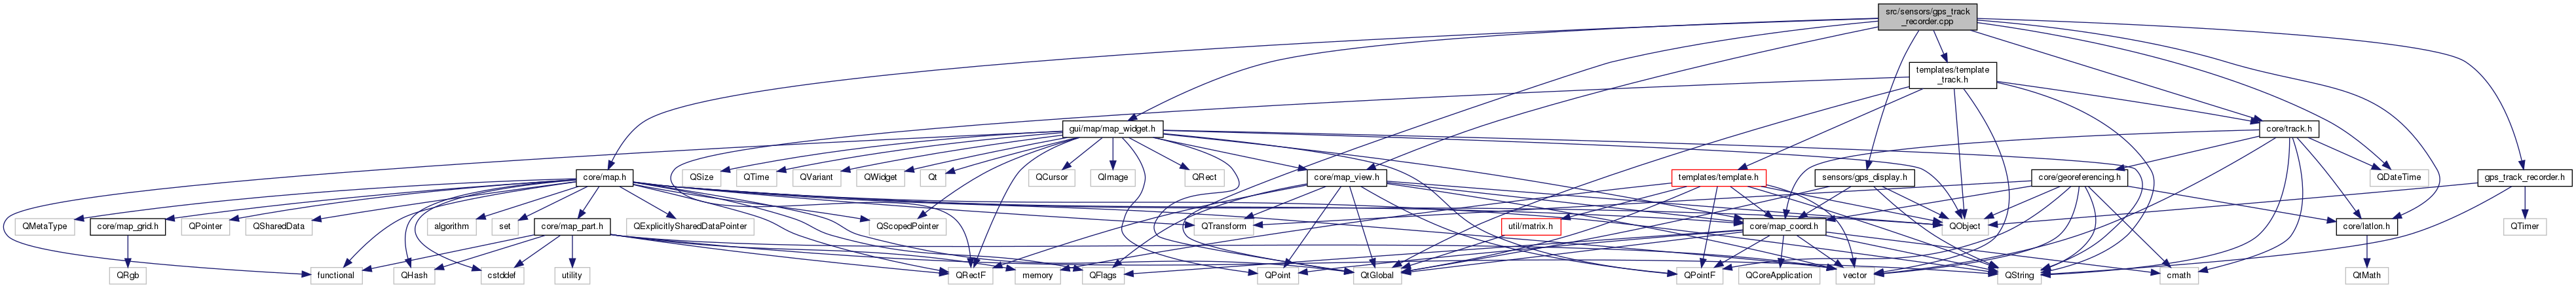 src/sensors/gps_track
_recorder.cpp
templates/template
_track.h
gui/map/map_widget.h
core/track.h
QSize
QTime
QVariant
QWidget
Qt
QCursor
QImage
QRect
core/map.h
core/map_view.h
templates/template.h
sensors/gps_display.h
core/georeferencing.h
QDateTime
gps_track_recorder.h
QMetaType
core/map_grid.h
QPointer
QSharedData
algorithm
set
core/map_part.h
QExplicitlySharedDataPointer
QScopedPointer
QTransform
util/matrix.h
core/map_coord.h
QObject
core/latlon.h
QTimer
QRgb
functional
QHash
cstddef
utility
QRectF
memory
QFlags
QPoint
QtGlobal
QPointF
QCoreApplication
vector
QString
cmath
QtMath